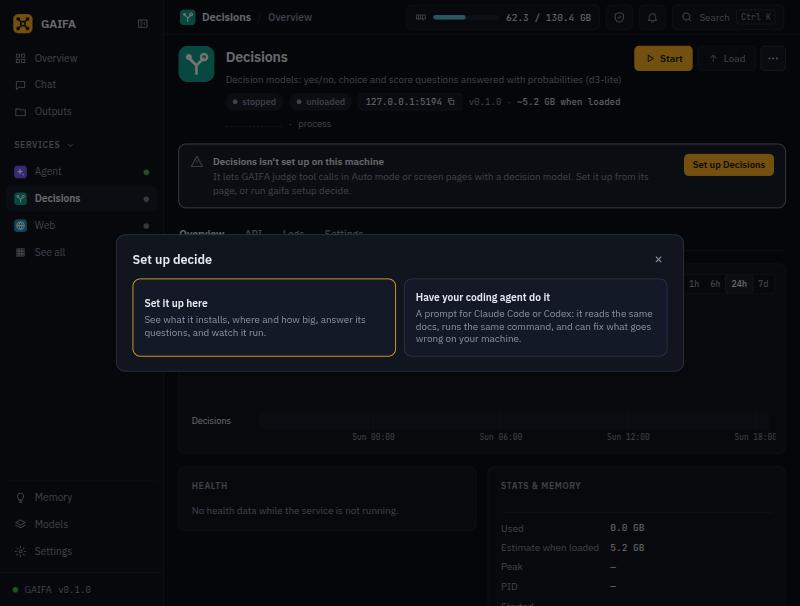 GAIFA
Decisions / Overview
62.3 / 130.4 GB
Search Ctrl K
Overview
Chat
Outputs
SERVICES
Agent
Decisions
Web
See all
Memory
Models
Settings
GAIFA v0.1.0
Decisions
Decision models: yes/no, choice and score questions answered with probabilities (d3-lite)
stopped
unloaded
127.0.0.1:5194
v0.1.0 · ~5.2 GB when loaded
· process
Start
Load
Decisions isn't set up on this machine
It lets GAIFA judge tool calls in Auto mode or screen pages with a decision model. Set it up from its
page, or run gaifa setup decide.
Set up Decisions
Overview API Logs Settings
1h 6h 24h 7d
Set up decide
Set it up here
See what it installs, where and how big, answer its
questions, and watch it run.
Have your coding agent do it
A prompt for Claude Code or Codex: it reads the same
docs, runs the same command, and can fix what goes
wrong on your machine.
Decisions
Sun 00:00 Sun 06:00 Sun 12:00 Sun 18:00
HEALTH
No health data while the service is not running.
STATS & MEMORY
Used 0.0 GB
Estimate when loaded 5.2 GB
Peak —
PID —